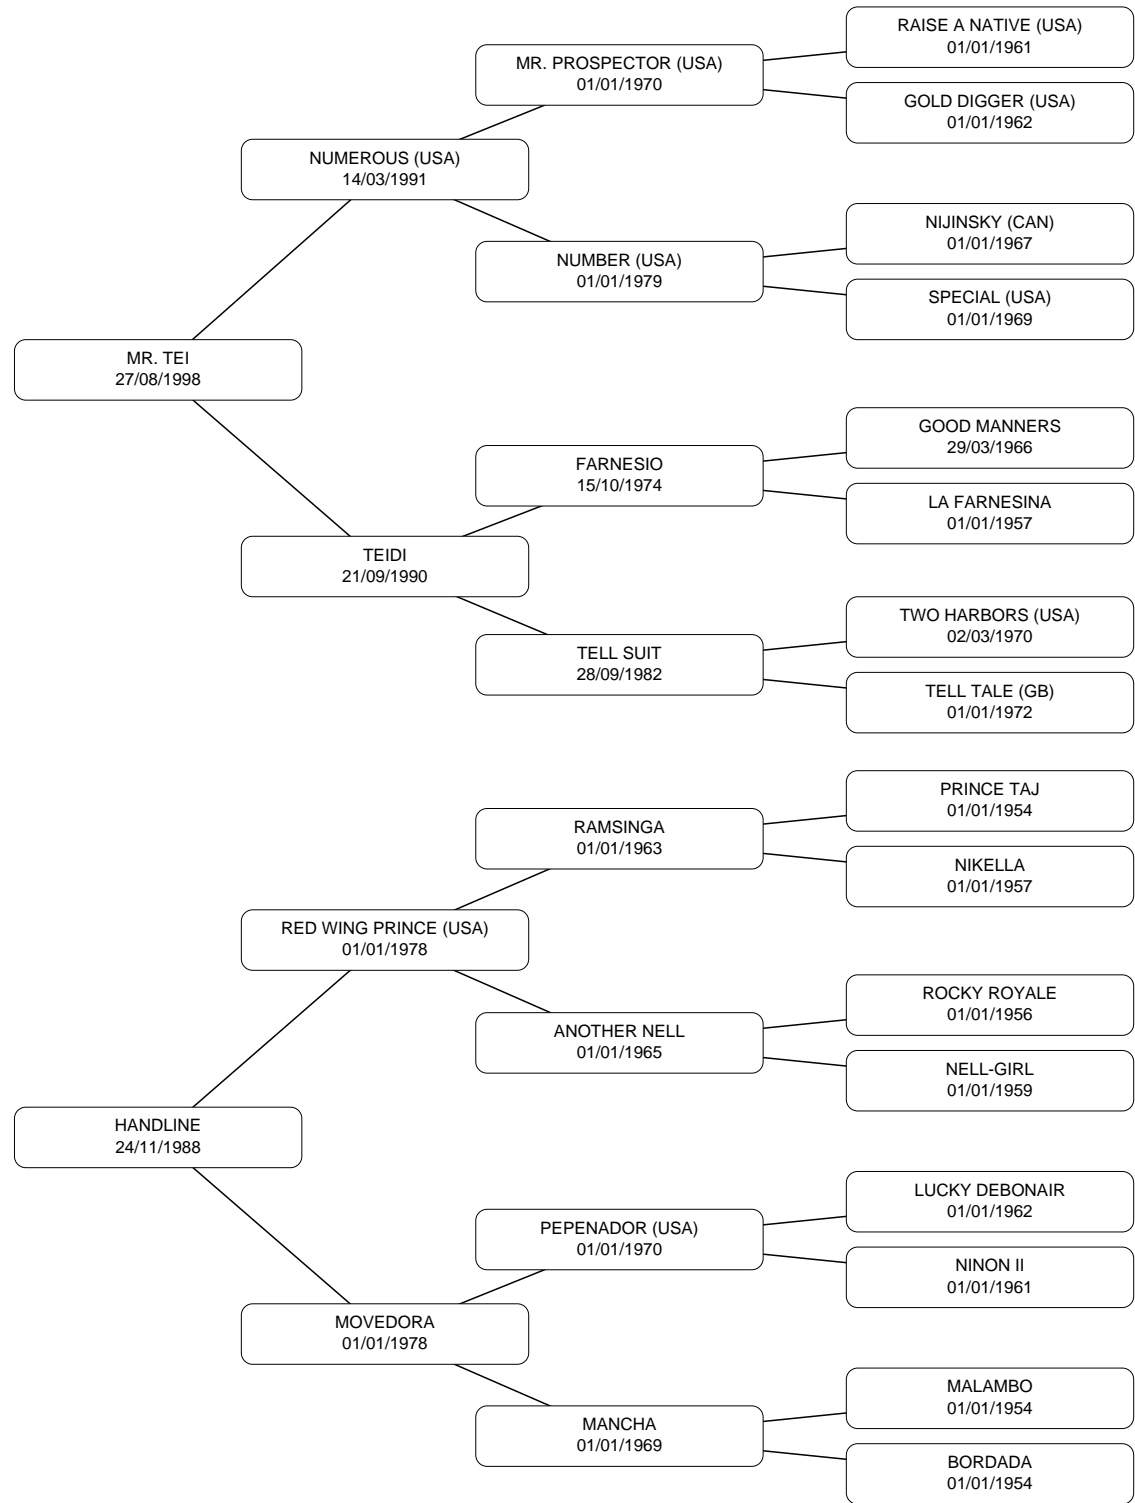 RAISE A NATIVE (USA)
01/01/1961
MR. PROSPECTOR (USA)
01/01/1970
GOLD DIGGER (USA)
01/01/1962
NUMEROUS (USA)
14/03/1991
NIJINSKY (CAN)
01/01/1967
NUMBER (USA)
01/01/1979
SPECIAL (USA)
01/01/1969
MR. TEI
27/08/1998
GOOD MANNERS
29/03/1966
FARNESIO
15/10/1974
LA FARNESINA
01/01/1957
TEIDI
21/09/1990
TWO HARBORS (USA)
02/03/1970
TELL SUIT
28/09/1982
TELL TALE (GB)
01/01/1972
PRINCE TAJ
01/01/1954
RAMSINGA
01/01/1963
NIKELLA
01/01/1957
RED WING PRINCE (USA)
01/01/1978
ROCKY ROYALE
01/01/1956
ANOTHER NELL
01/01/1965
NELL-GIRL
01/01/1959
HANDLINE
24/11/1988
LUCKY DEBONAIR
01/01/1962
PEPENADOR (USA)
01/01/1970
NINON II
01/01/1961
MOVEDORA
01/01/1978
MALAMBO
01/01/1954
MANCHA
01/01/1969
BORDADA
01/01/1954